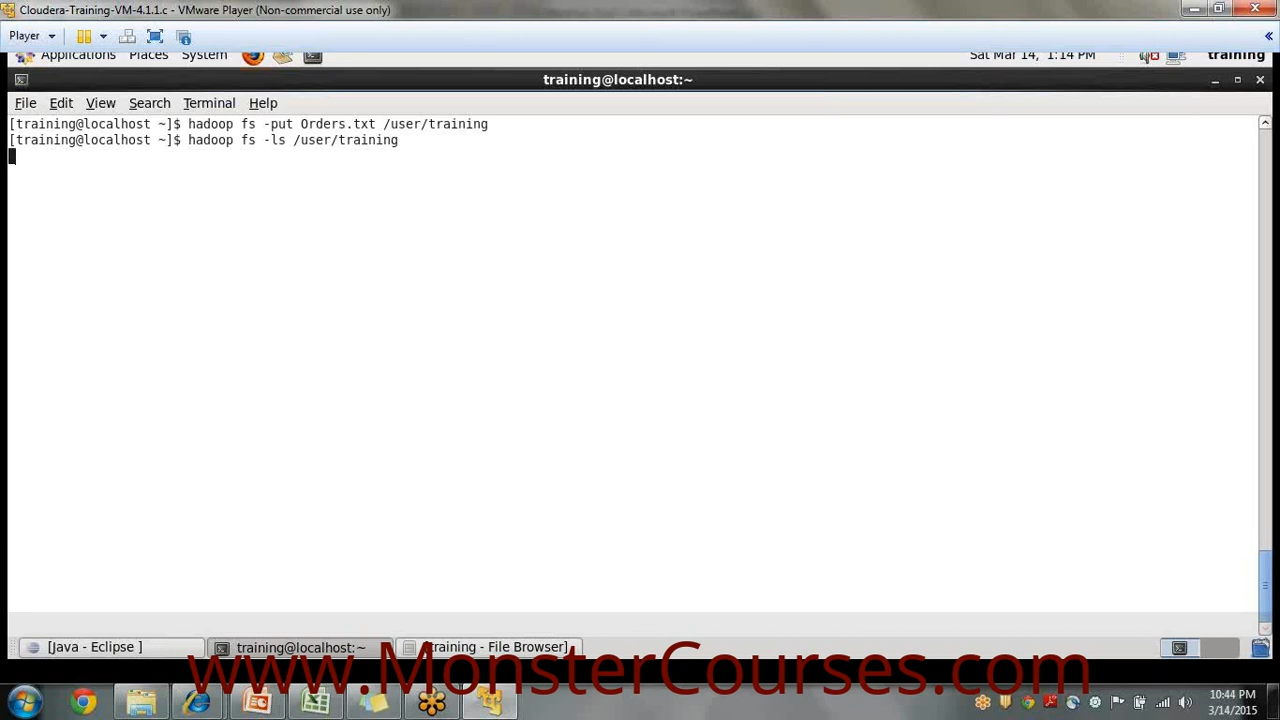 Cloudera-Training-VM-4.1.1.c - VMware Player (Non-commercial use only)
Player
Applications Places System Sat Mar 14, 1:14 PM training
training@localhost:~
File Edit View Search Terminal Help
[training@localhost ~]$ hadoop fs -put Orders.txt /user/training
[training@localhost ~]$ hadoop fs -ls /user/training
[Java - Eclipse ] training@localhost:~ [training - File Browser]
www.MonsterCourses.com
10:44 PM
3/14/2015